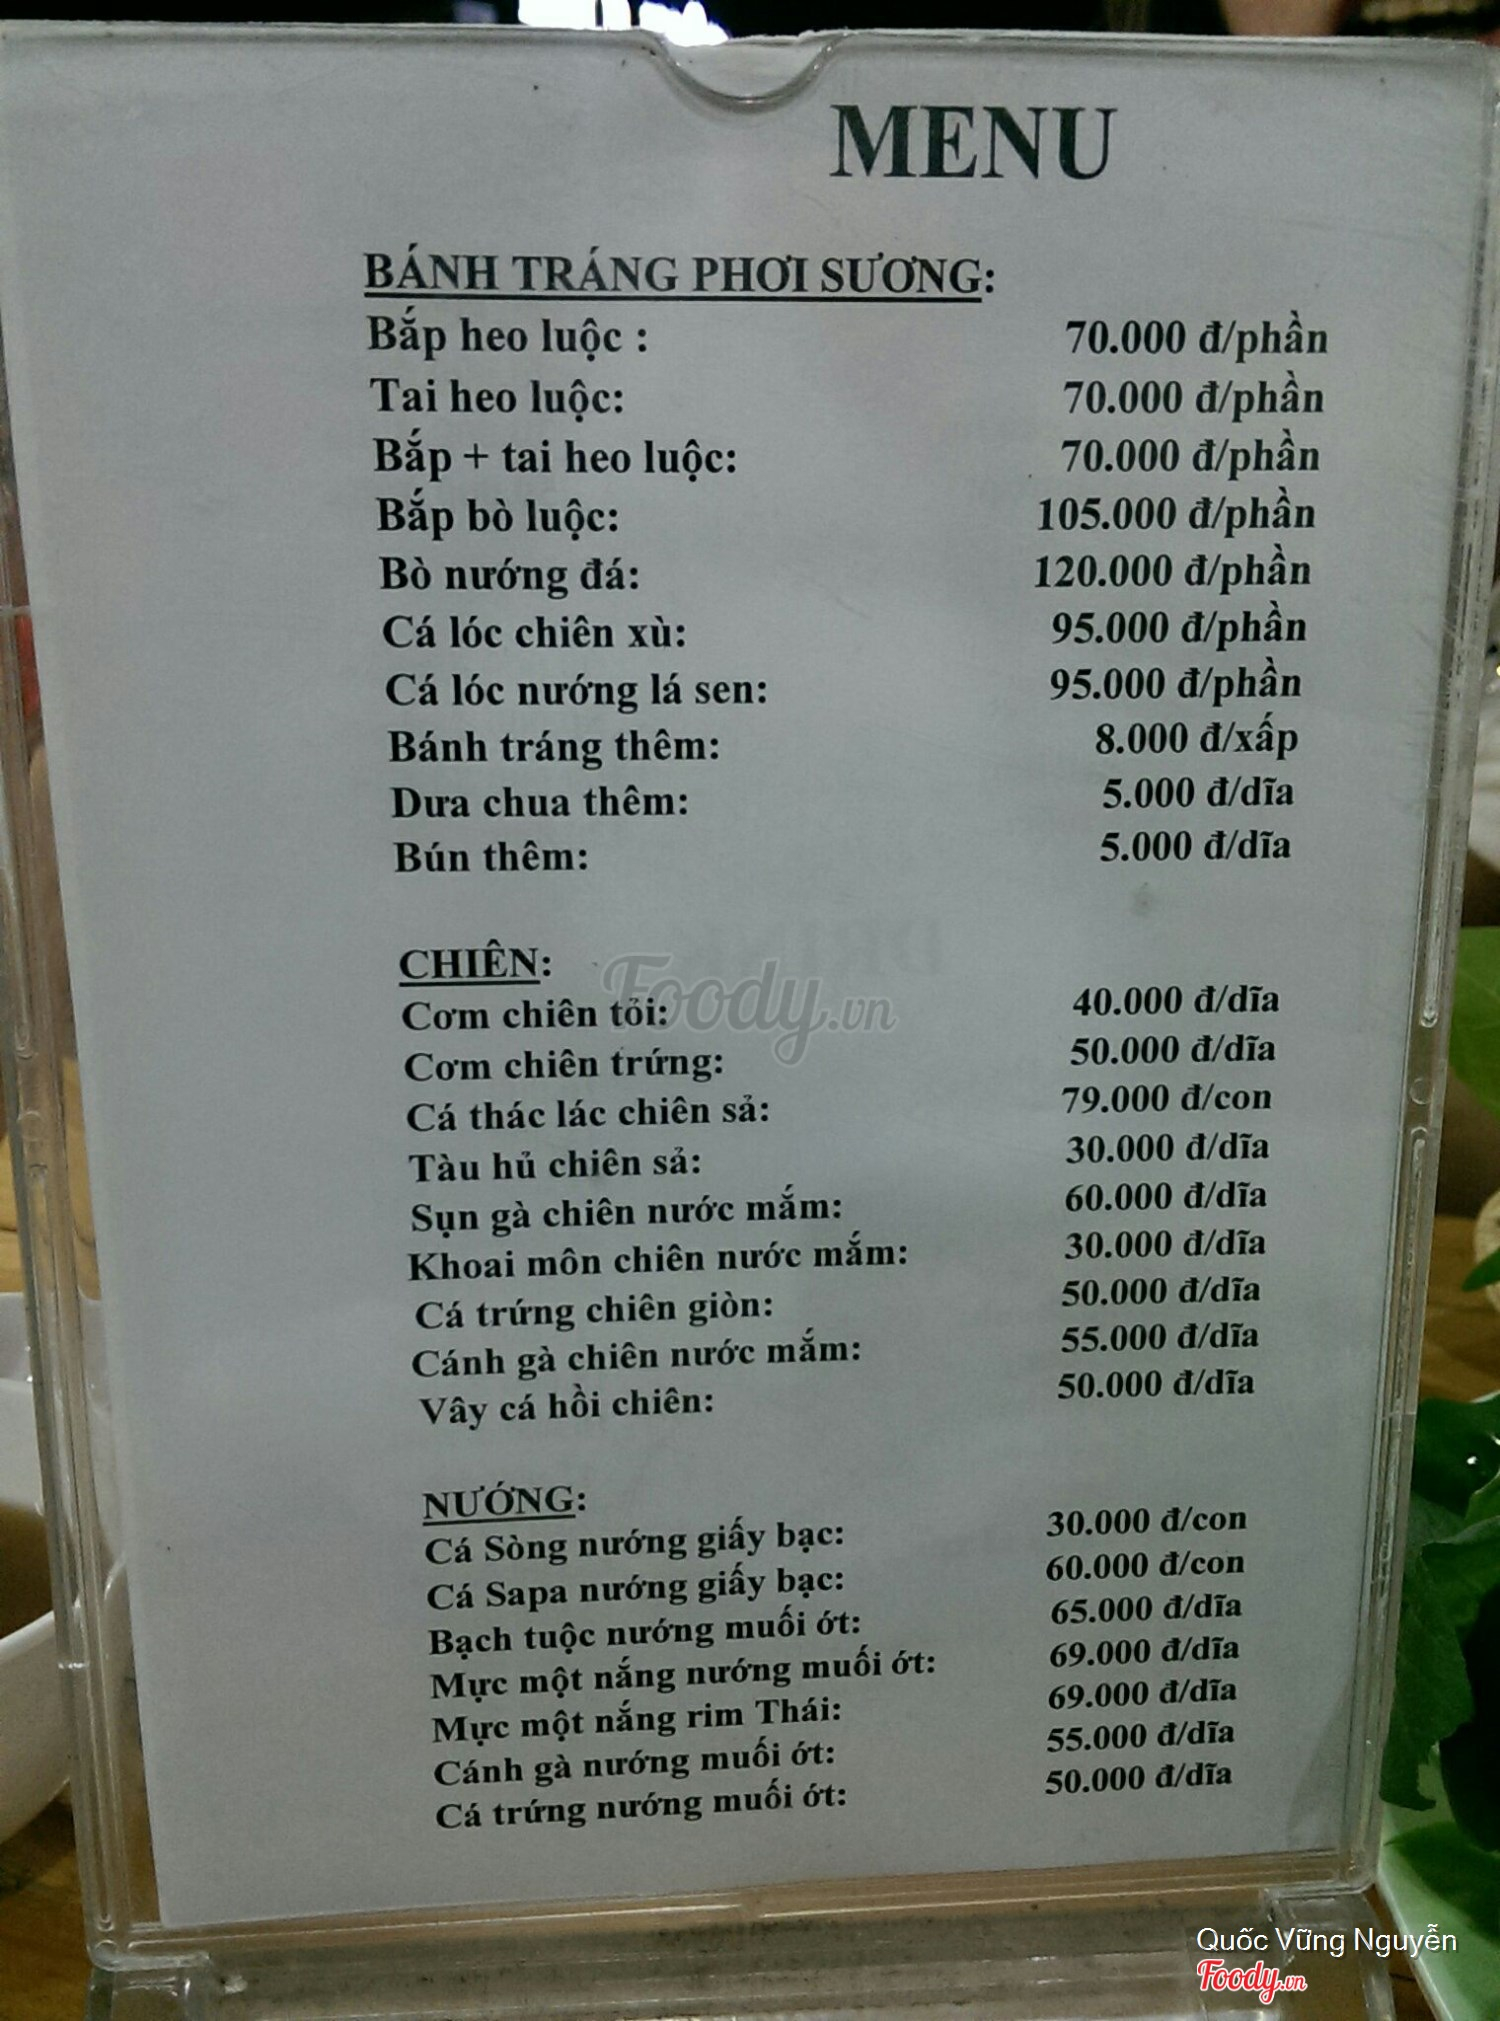 MENU
BÁNH TRÁNG PHƠI SƯƠNG:
Bắp heo luộc : 70.000 đ/phần
Tai heo luộc: 70.000 đ/phần
Bắp + tai heo luộc: 70.000 đ/phần
Bắp bò luộc: 105.000 đ/phần
Bò nướng đá: 120.000 đ/phần
Cá lóc chiên xù: 95.000 đ/phần
Cá lóc nướng lá sen: 95.000 đ/phần
Bánh tráng thêm: 8.000 đ/xấp
Dưa chua thêm: 5.000 đ/dĩa
Bún thêm: 5.000 đ/dĩa
CHIÊN:
Foody.vn
Cơm chiên tỏi: 40.000 đ/dĩa
Cơm chiên trứng: 50.000 đ/dĩa
Cá thác lác chiên sả: 79.000 đ/con
Tàu hủ chiên sả: 30.000 đ/dĩa
Sụn gà chiên nước mắm: 60.000 đ/dĩa
Khoai môn chiên nước mắm: 30.000 đ/dĩa
Cá trứng chiên giòn: 50.000 đ/dĩa
Cánh gà chiên nước mắm: 55.000 đ/dĩa
Vây cá hồi chiên: 50.000 đ/dĩa
NƯỚNG:
Cá Sòng nướng giấy bạc: 30.000 đ/con
Cá Sapa nướng giấy bạc: 60.000 đ/con
Bạch tuộc nướng muối ớt: 65.000 đ/dĩa
Mực một nắng nướng muối ớt: 69.000 đ/dĩa
Mực một nắng rim Thái: 69.000 đ/dĩa
Cánh gà nướng muối ớt: 55.000 đ/dĩa
Cá trứng nướng muối ớt: 50.000 đ/dĩa
Quốc Vững Nguyễn
Foody.vn